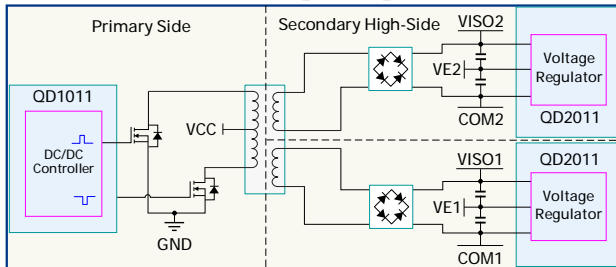 Primary Side
Secondary High-Side
QD1011
DC/DC
Controller
VCC
GND
VISO2
VE2
COM2
Voltage
Regulator
QD2011
VISO1
VE1
COM1
QD2011
Voltage
Regulator